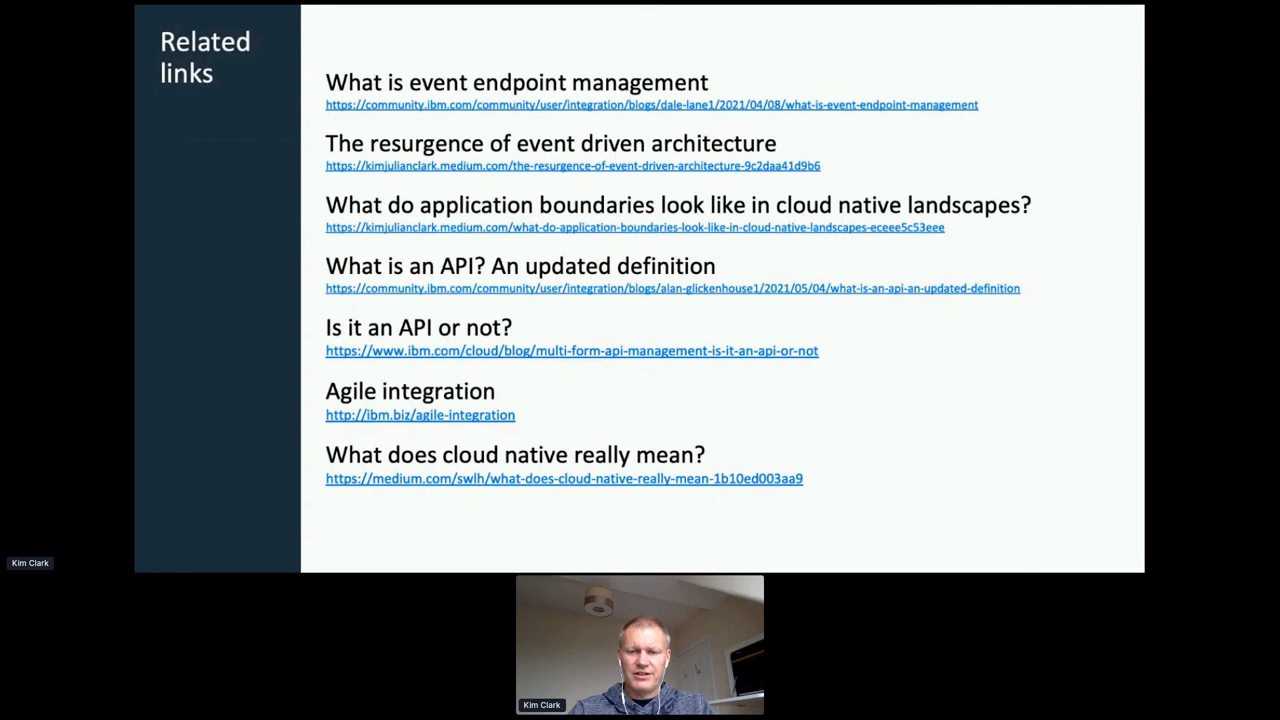 Related
links
What is event endpoint management
https://community.ibm.com/community/user/integration/blogs/dale-lane1/2021/04/08/what-is-event-endpoint-management
The resurgence of event driven architecture
https://kimjulianclark.medium.com/the-resurgence-of-event-driven-architecture-9c2daa41d9b6
What do application boundaries look like in cloud native landscapes?
https://kimjulianclark.medium.com/what-do-application-boundaries-look-like-in-cloud-native-landscapes-eceee5c53eee
What is an API? An updated definition
https://community.ibm.com/community/user/integration/blogs/alan-glickenhouse1/2021/05/04/what-is-an-api-an-updated-definition
Is it an API or not?
https://www.ibm.com/cloud/blog/multi-form-api-management-is-it-an-api-or-not
Agile integration
http://ibm.biz/agile-integration
What does cloud native really mean?
https://medium.com/swlh/what-does-cloud-native-really-mean-1b10ed003aa9
Kim Clark
Kim Clark